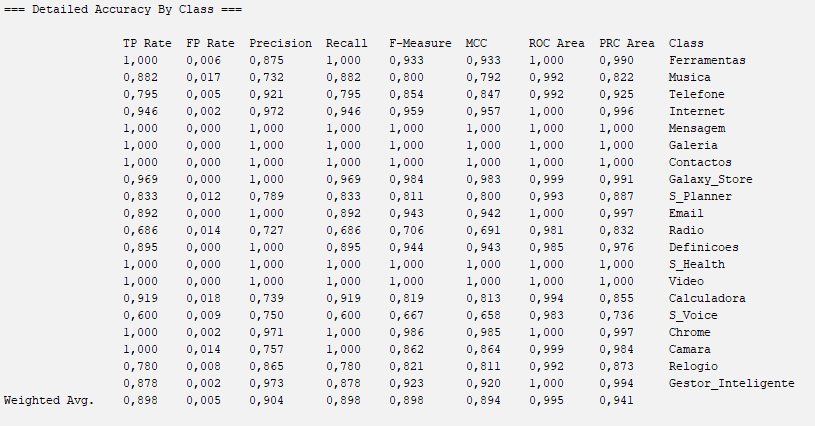 === Detailed Accuracy By Class ===
TP Rate FP Rate Precision Recall F-Measure MCC ROC Area PRC Area Class
1,000 0,006 0,875 1,000 0,933 0,933 1,000 0,990 Ferramentas
0,882 0,017 0,732 0,882 0,800 0,792 0,992 0,822 Musica
0,795 0,005 0,921 0,795 0,854 0,847 0,992 0,925 Telefone
0,946 0,002 0,972 0,946 0,959 0,957 1,000 0,996 Internet
1,000 0,000 1,000 1,000 1,000 1,000 1,000 1,000 Mensagem
1,000 0,000 1,000 1,000 1,000 1,000 1,000 1,000 Galeria
1,000 0,000 1,000 1,000 1,000 1,000 1,000 1,000 Contactos
0,969 0,000 1,000 0,969 0,984 0,983 0,999 0,991 Galaxy_Store
0,833 0,012 0,789 0,833 0,811 0,800 0,993 0,887 S_Planner
0,892 0,000 1,000 0,892 0,943 0,942 1,000 0,997 Email
0,686 0,014 0,727 0,686 0,706 0,691 0,981 0,832 Radio
0,895 0,000 1,000 0,895 0,944 0,943 0,985 0,976 Definicoes
1,000 0,000 1,000 1,000 1,000 1,000 1,000 1,000 S_Health
1,000 0,000 1,000 1,000 1,000 1,000 1,000 1,000 Video
0,919 0,018 0,739 0,919 0,819 0,813 0,994 0,855 Calculadora
0,600 0,009 0,750 0,600 0,667 0,658 0,983 0,736 S_Voice
1,000 0,002 0,971 1,000 0,986 0,985 1,000 0,997 Chrome
1,000 0,014 0,757 1,000 0,862 0,864 0,999 0,984 Camara
0,780 0,008 0,865 0,780 0,821 0,811 0,992 0,873 Relogio
0,878 0,002 0,973 0,878 0,923 0,920 1,000 0,994 Gestor_Inteligente
Weighted Avg. 0,898 0,005 0,904 0,898 0,898 0,894 0,995 0,941